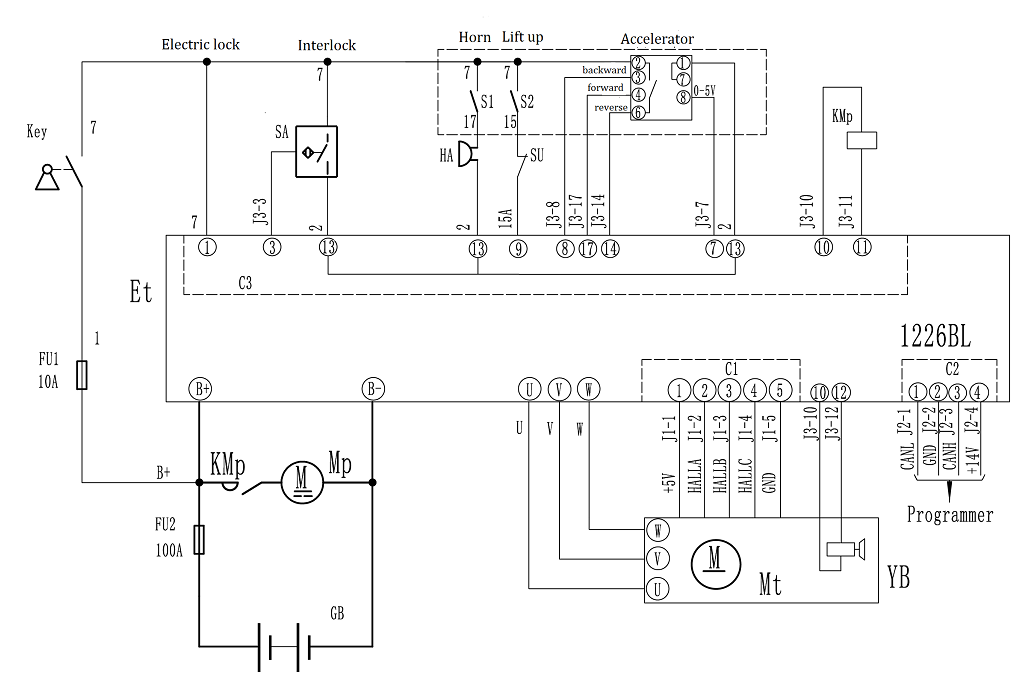 Horn Lift up Accelerator
Electric lock Interlock
7 7 7
2 1
backward 3 7
forward 4 8 0-5V
reverse 6
S1 S2
17 15
Key 7
SA
HA SU
KMp
7 J3-3 2 2 15A J3-8 J3-17 J3-14 J3-7 2 J3-10 J3-11
1 3 13 13 9 8 17 14 7 13 10 11
C3
Et
1226BL
1
FU1
10A
C1 C2
B+ B- U V W 1 2 3 4 5 10 12 1 2 3 4
U V W J1-1 J1-2 J1-3 J1-4 J1-5 J3-10 J3-12 J2-1 J2-2 J2-3 J2-4
+5V HALLA HALLB HALLC GND CANL GND CANH +14V
B+ KMp M Mp
Programmer
FU2
100A
W
V M
U Mt YB
GB